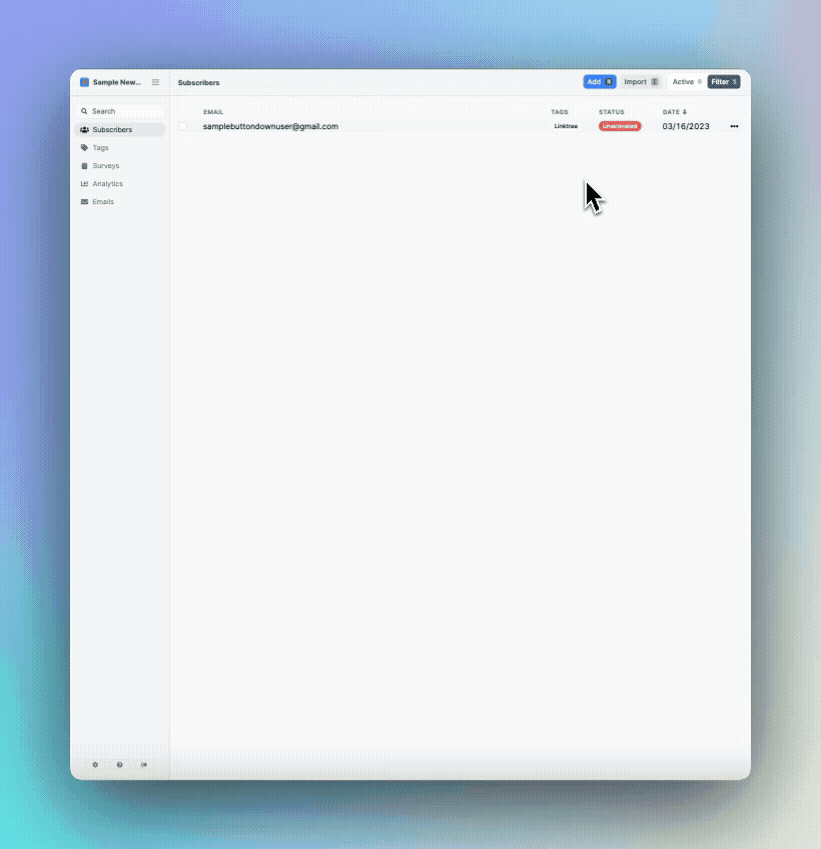 Sample New...
Subscribers
Add N
Import I
Active 0
Filter 1
Search
Subscribers
Tags
Surveys
Analytics
Emails
EMAIL TAGS STATUS DATE
samplebuttondownuser@gmail.com Linktree Unactivated 03/16/2023